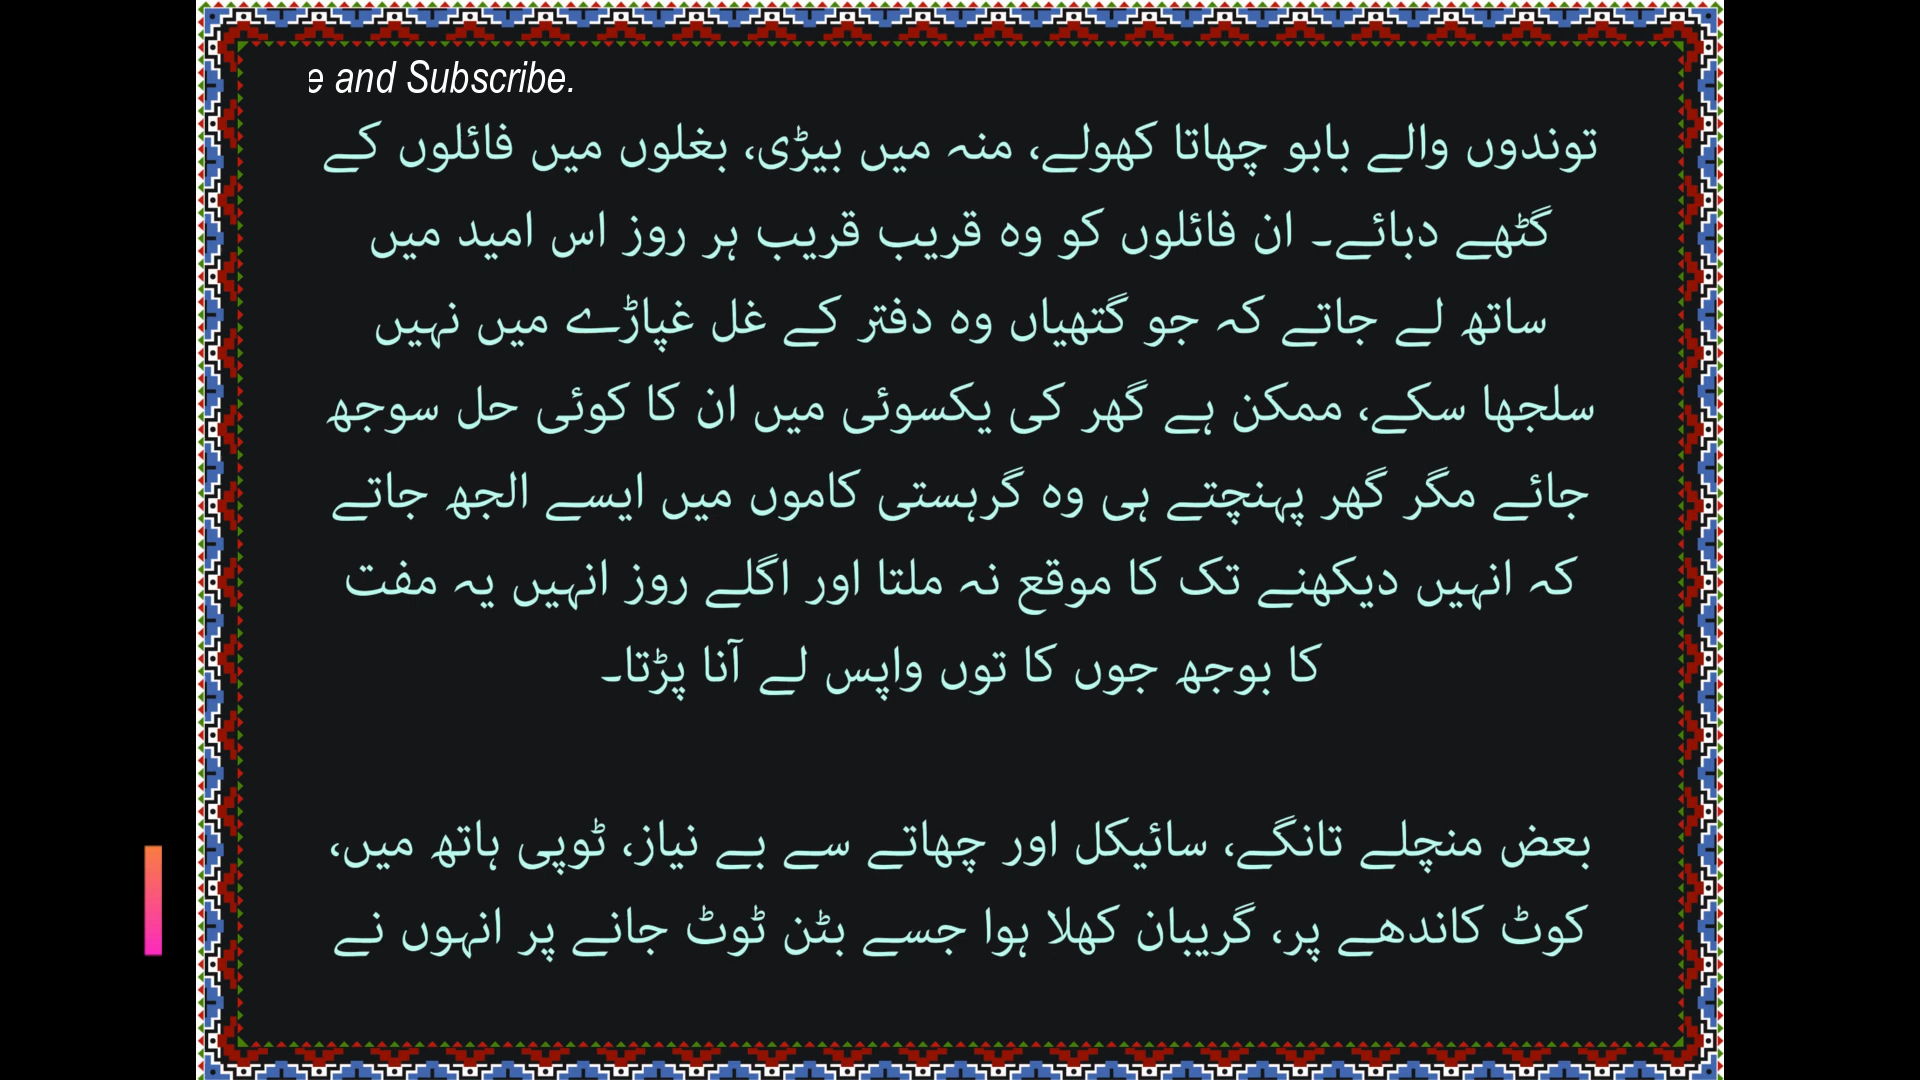 e and Subscribe.
توندوں والے بابو چھاتا کھولے، منہ میں بیڑی، بغلوں میں فائلوں کے
گٹھے دبائے۔ ان فائلوں کو وہ قریب قریب ہر روز اس امید میں
ساتھ لے جاتے کہ جو گتھیاں وہ دفتر کے غل غپاڑے میں نہیں
سلجھا سکے، ممکن ہے گھر کی یکسوئی میں ان کا کوئی حل سوجھ
جائے مگر گھر پہنچتے ہی وہ گرہستی کاموں میں ایسے الجھ جاتے
کہ انہیں دیکھنے تک کا موقع نہ ملتا اور اگلے روز انہیں یہ مفت
کا بوجھ جوں کا توں واپس لے آنا پڑتا۔
بعض منچلے تانگے، سائیکل اور چھاتے سے بے نیاز، ٹوپی ہاتھ میں،
کوٹ کاندھے پر، گریبان کھلا ہوا جسے بٹن ٹوٹ جانے پر انہوں نے